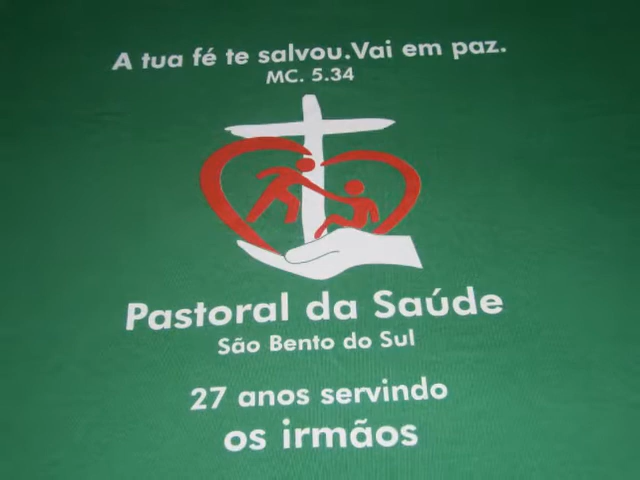 A tua fé te salvou.Vai em paz.
MC. 5.34
Pastoral da Saúde
São Bento do Sul
27 anos servindo
os irmãos